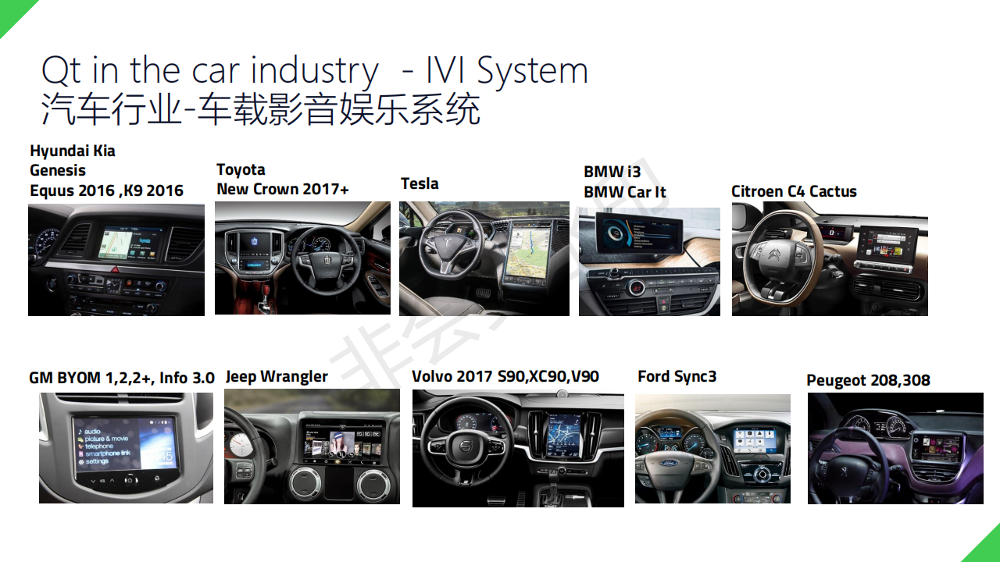 Qt in the car industry - IVI System
汽车行业-车载影音娱乐系统
Hyundai Kia
Genesis
Equus 2016 ,K9 2016
Toyota
New Crown 2017+
Tesla
BMW i3
BMW Car It
Citroen C4 Cactus
GM BYOM 1,2,2+, Info 3.0
audio
picture & movie
telephone
smartphone link
settings
VOL
Jeep Wrangler
Volvo 2017 S90,XC90,V90
Ford Sync3
Peugeot 208,308